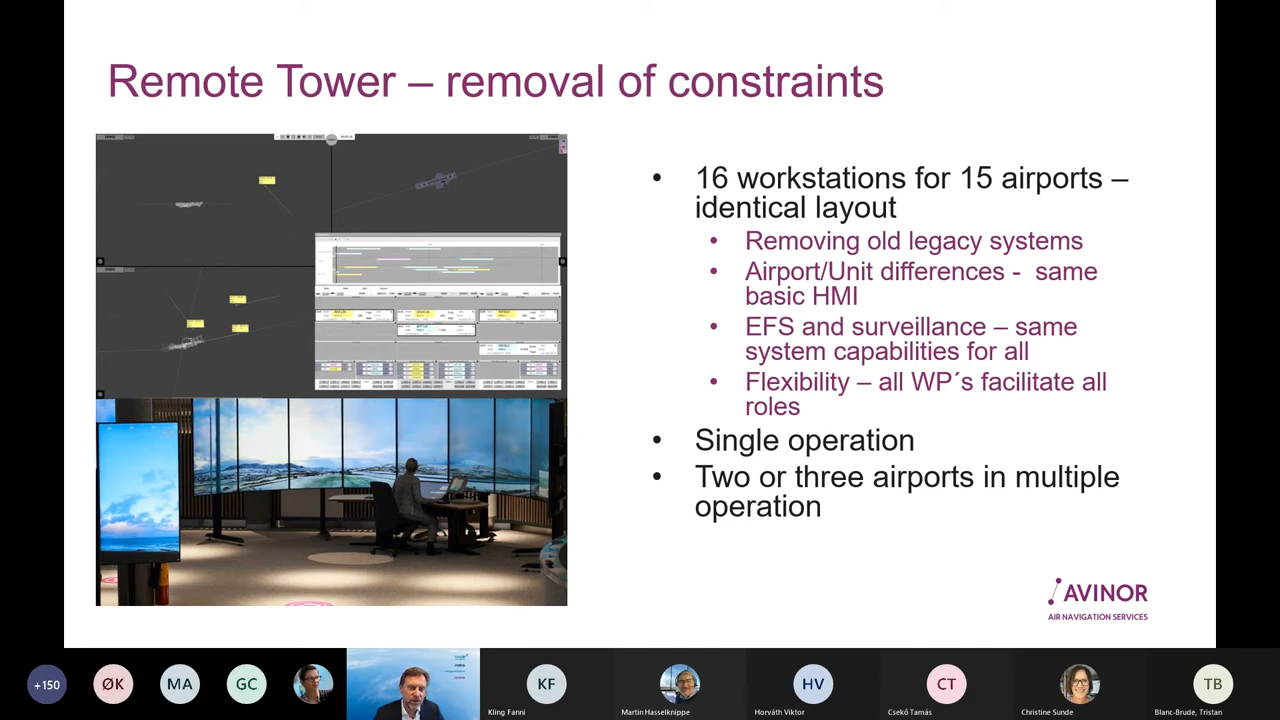 Remote Tower – removal of constraints
• 16 workstations for 15 airports –
identical layout
• Removing old legacy systems
• Airport/Unit differences - same
basic HMI
• EFS and surveillance – same
system capabilities for all
• Flexibility – all WP´s facilitate all
roles
• Single operation
• Two or three airports in multiple
operation
AVINOR
AIR NAVIGATION SERVICES
+150
ØK
MA
GC
KF
HV
CT
TB
Kling Fanni
Martin Hasselknippe
Horváth Viktor
Csekő Tamás
Christine Sunde
Blanc-Brude, Tristan